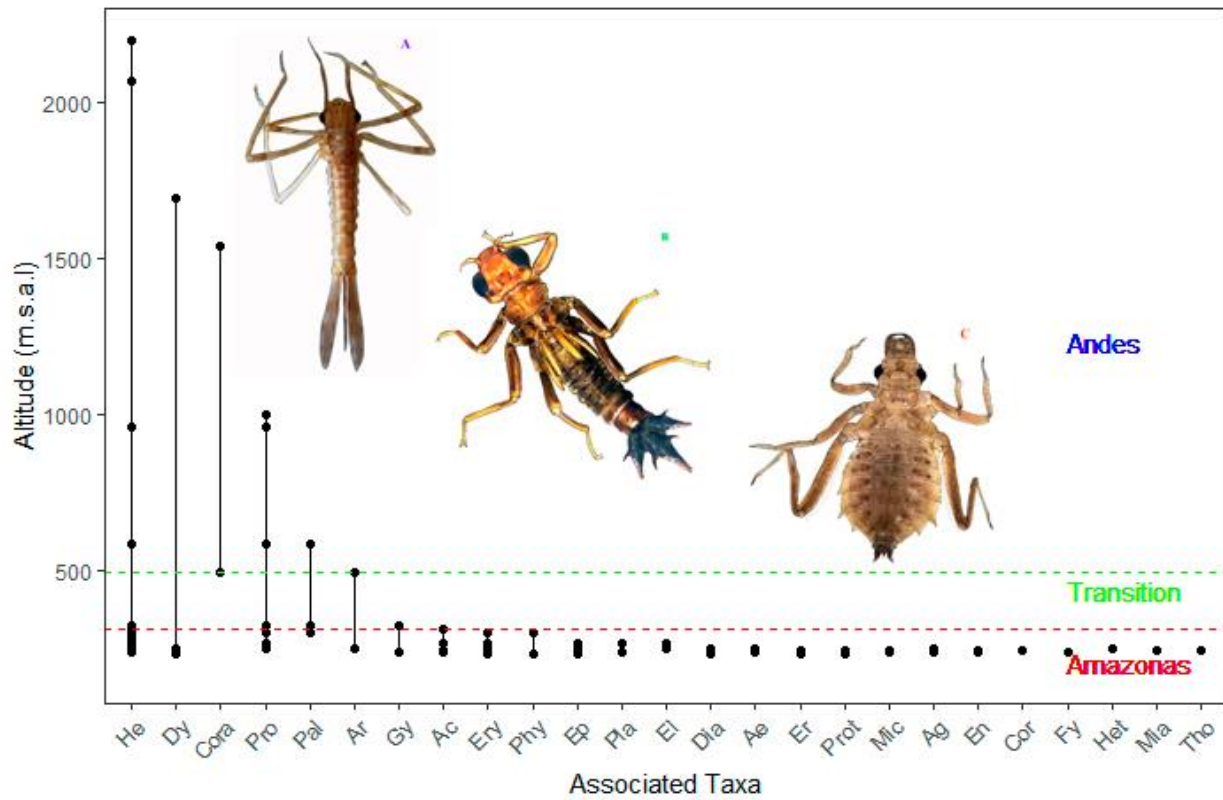 A
B
C
2000
1500
1000
500
Altitude (m.s.a.l)
Andes
Transition
Amazonas
He Dy Cora Pro Pal Ar Gy Ac Ery Phy Ep Pla El Dia Ae Er Prot Mic Ag En Cor Fy Het Mia Tho
Associated Taxa